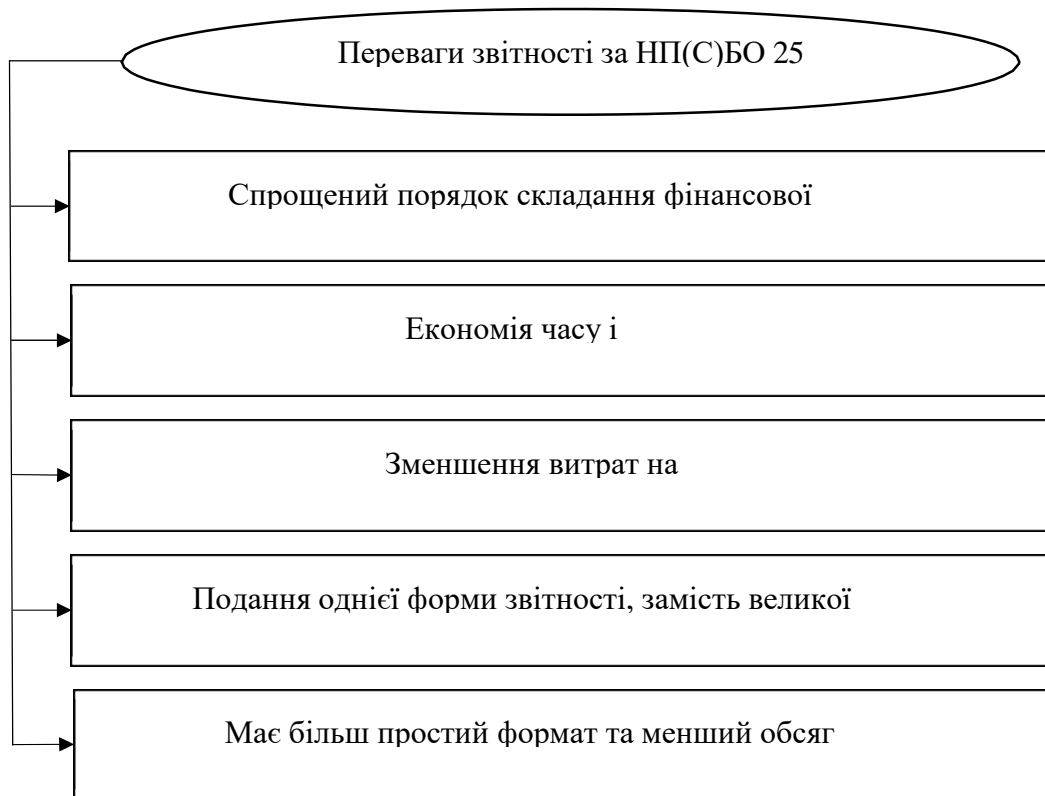 Переваги звітності за НП(С)БО 25
Спрощений порядок складання фінансової
Економія часу і
Зменшення витрат на
Подання однієї форми звітності, замість великої
Має більш простий формат та менший обсяг